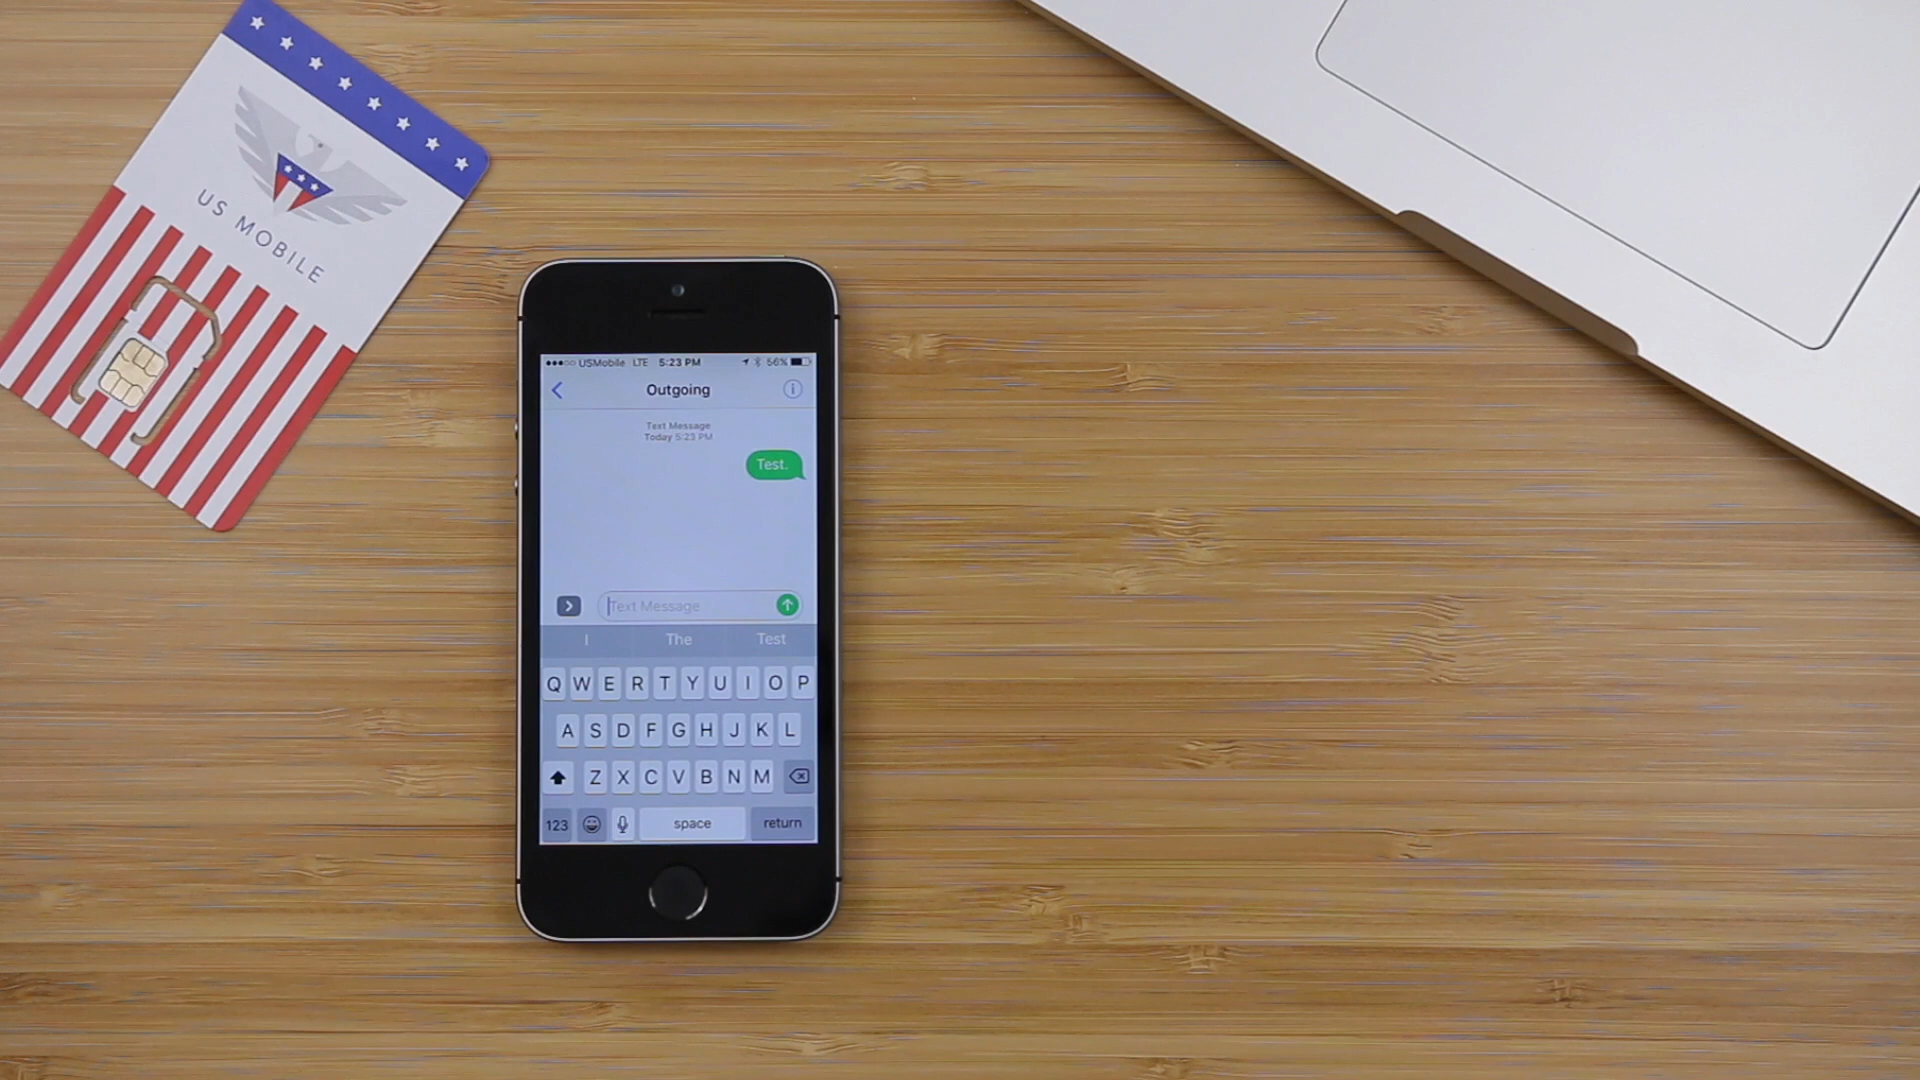 US MOBILE
USMobile LTE 5:23 PM 56%
Outgoing
Text Message
Today 5:23 PM
Test.
Text Message
I The Test
Q W E R T Y U I O P
A S D F G H J K L
Z X C V B N M
123 space return